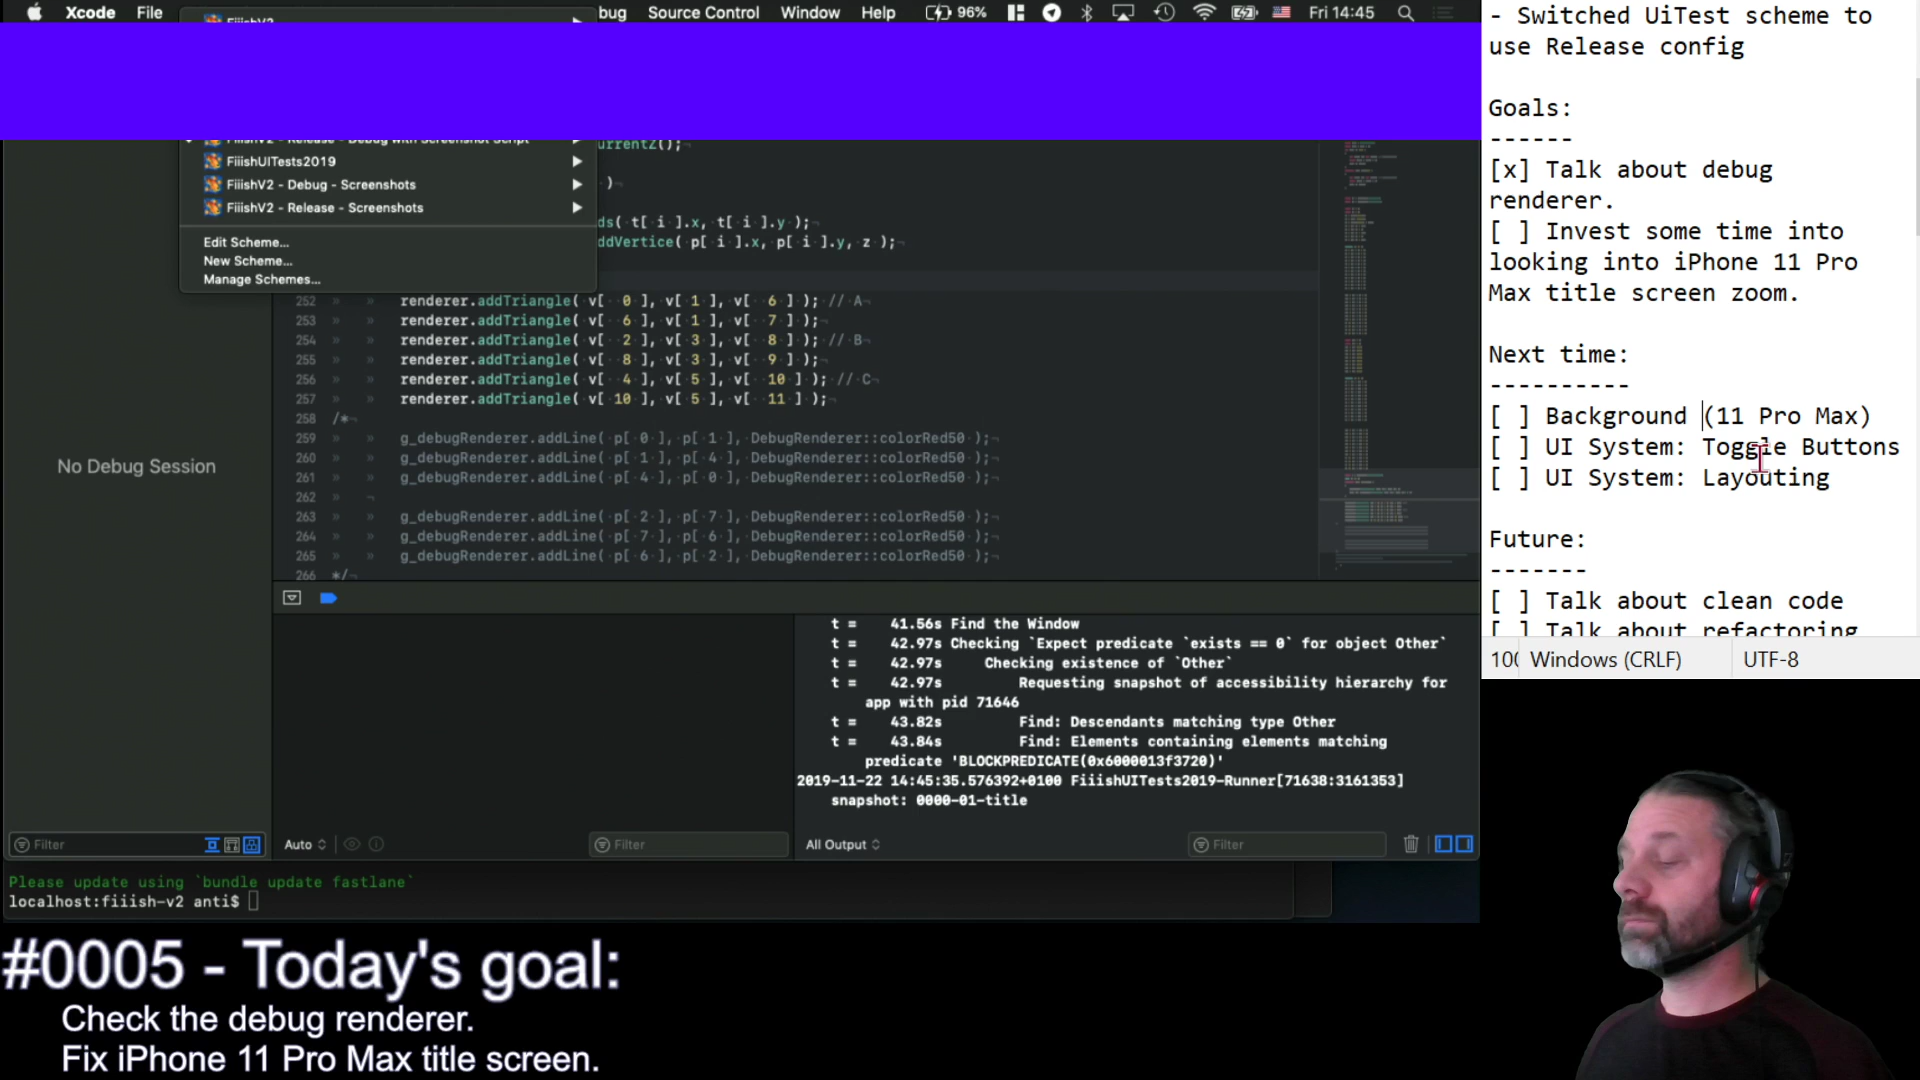 Xcode File bug Source Control Window Help 96% Fri 14:45
FiiishV2
FiiishV2 - Release - Debug with Screenshot Script
FiiishUITests2019
FiiishV2 - Debug - Screenshots
FiiishV2 - Release - Screenshots
Edit Scheme...
New Scheme...
Manage Schemes...
urrentZ();
)
ds( t[ i ].x, t[ i ].y );
ddVertice( p[ i ].x, p[ i ].y, z );
252 renderer.addTriangle( v[ 0 ], v[ 1 ], v[ 6 ] ); // A
253 renderer.addTriangle( v[ 6 ], v[ 1 ], v[ 7 ] );
254 renderer.addTriangle( v[ 2 ], v[ 3 ], v[ 8 ] ); // B
255 renderer.addTriangle( v[ 8 ], v[ 3 ], v[ 9 ] );
256 renderer.addTriangle( v[ 4 ], v[ 5 ], v[ 10 ] ); // C
257 renderer.addTriangle( v[ 10 ], v[ 5 ], v[ 11 ] );
258 /*
259 g_debugRenderer.addLine( p[ 0 ], p[ 1 ], DebugRenderer::colorRed50 );
260 g_debugRenderer.addLine( p[ 1 ], p[ 4 ], DebugRenderer::colorRed50 );
261 g_debugRenderer.addLine( p[ 4 ], p[ 0 ], DebugRenderer::colorRed50 );
262
263 g_debugRenderer.addLine( p[ 2 ], p[ 7 ], DebugRenderer::colorRed50 );
264 g_debugRenderer.addLine( p[ 7 ], p[ 6 ], DebugRenderer::colorRed50 );
265 g_debugRenderer.addLine( p[ 6 ], p[ 2 ], DebugRenderer::colorRed50 );
266 */
No Debug Session
t = 41.56s Find the Window
t = 42.97s Checking `Expect predicate `exists == 0` for object Other`
t = 42.97s Checking existence of `Other`
t = 42.97s Requesting snapshot of accessibility hierarchy for
app with pid 71646
t = 43.82s Find: Descendants matching type Other
t = 43.84s Find: Elements containing elements matching
predicate 'BLOCKPREDICATE(0x6000013f3720)'
2019-11-22 14:45:35.576392+0100 FiiishUITests2019-Runner[71638:3161353]
snapshot: 0000-01-title
Filter Auto Filter All Output Filter
Please update using `bundle update fastlane`
localhost:fiiish-v2 anti$
#0005 - Today's goal:
Check the debug renderer.
Fix iPhone 11 Pro Max title screen.
- Switched UiTest scheme to
use Release config
Goals:
------
[x] Talk about debug
renderer.
[ ] Invest some time into
looking into iPhone 11 Pro
Max title screen zoom.
Next time:
----------
[ ] Background (11 Pro Max)
[ ] UI System: Toggle Buttons
[ ] UI System: Layouting
Future:
-------
[ ] Talk about clean code
[ ] Talk about refactoring
100 Windows (CRLF) UTF-8